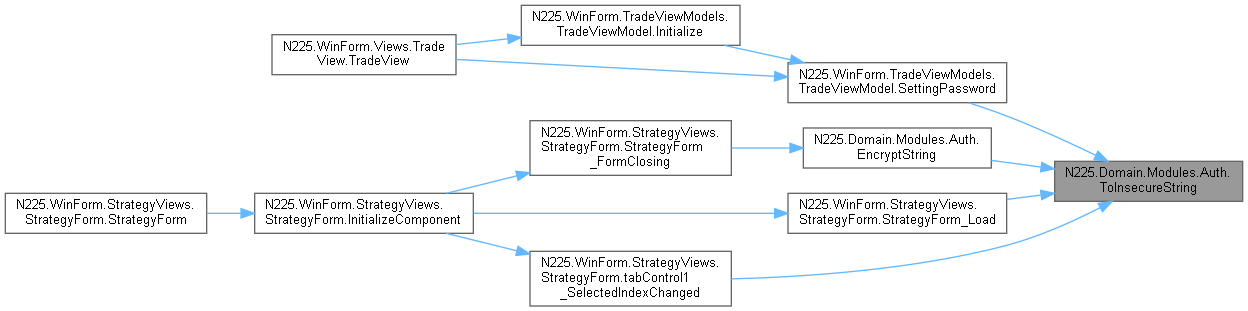 N225.WinForm.TradeViewModels.
TradeViewModel.Initialize
N225.WinForm.Views.Trade
View.TradeView
N225.WinForm.TradeViewModels.
TradeViewModel.SettingPassword
N225.WinForm.StrategyViews.
StrategyForm.StrategyForm
_FormClosing
N225.Domain.Modules.Auth.
EncryptString
N225.Domain.Modules.Auth.
ToInsecureString
N225.WinForm.StrategyViews.
StrategyForm.StrategyForm
N225.WinForm.StrategyViews.
StrategyForm.InitializeComponent
N225.WinForm.StrategyViews.
StrategyForm.StrategyForm_Load
N225.WinForm.StrategyViews.
StrategyForm.tabControl1
_SelectedIndexChanged